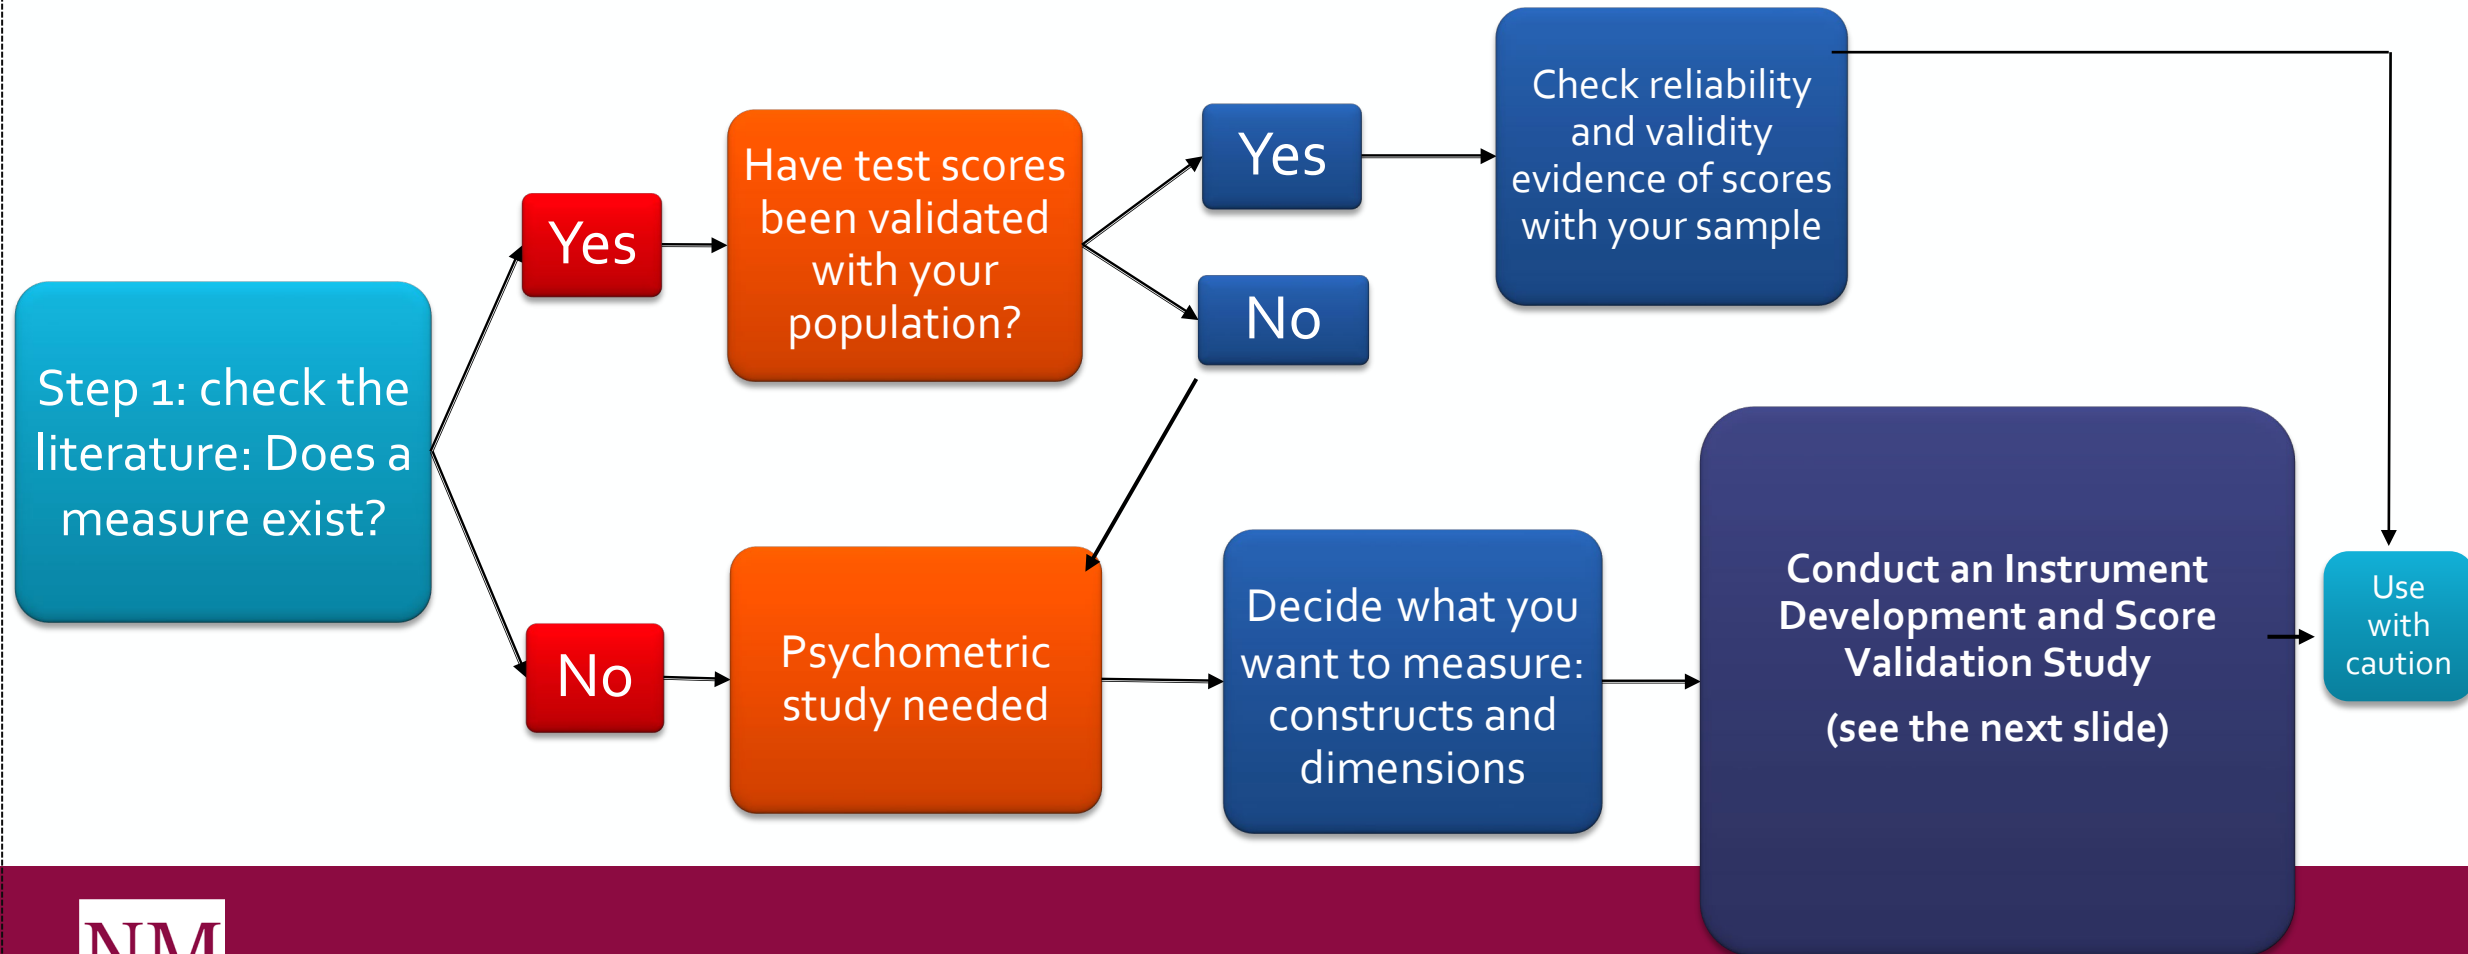 Step 1: check the
literature: Does a
measure exist?
Yes
No
Have test scores
been validated
with your
population?
Psychometric
study needed
Yes
No
Check reliability
and validity
evidence of scores
with your sample
Decide what you
want to measure:
constructs and
dimensions
Conduct an Instrument
Development and Score
Validation Study
(see the next slide)
Use
with
caution
NM